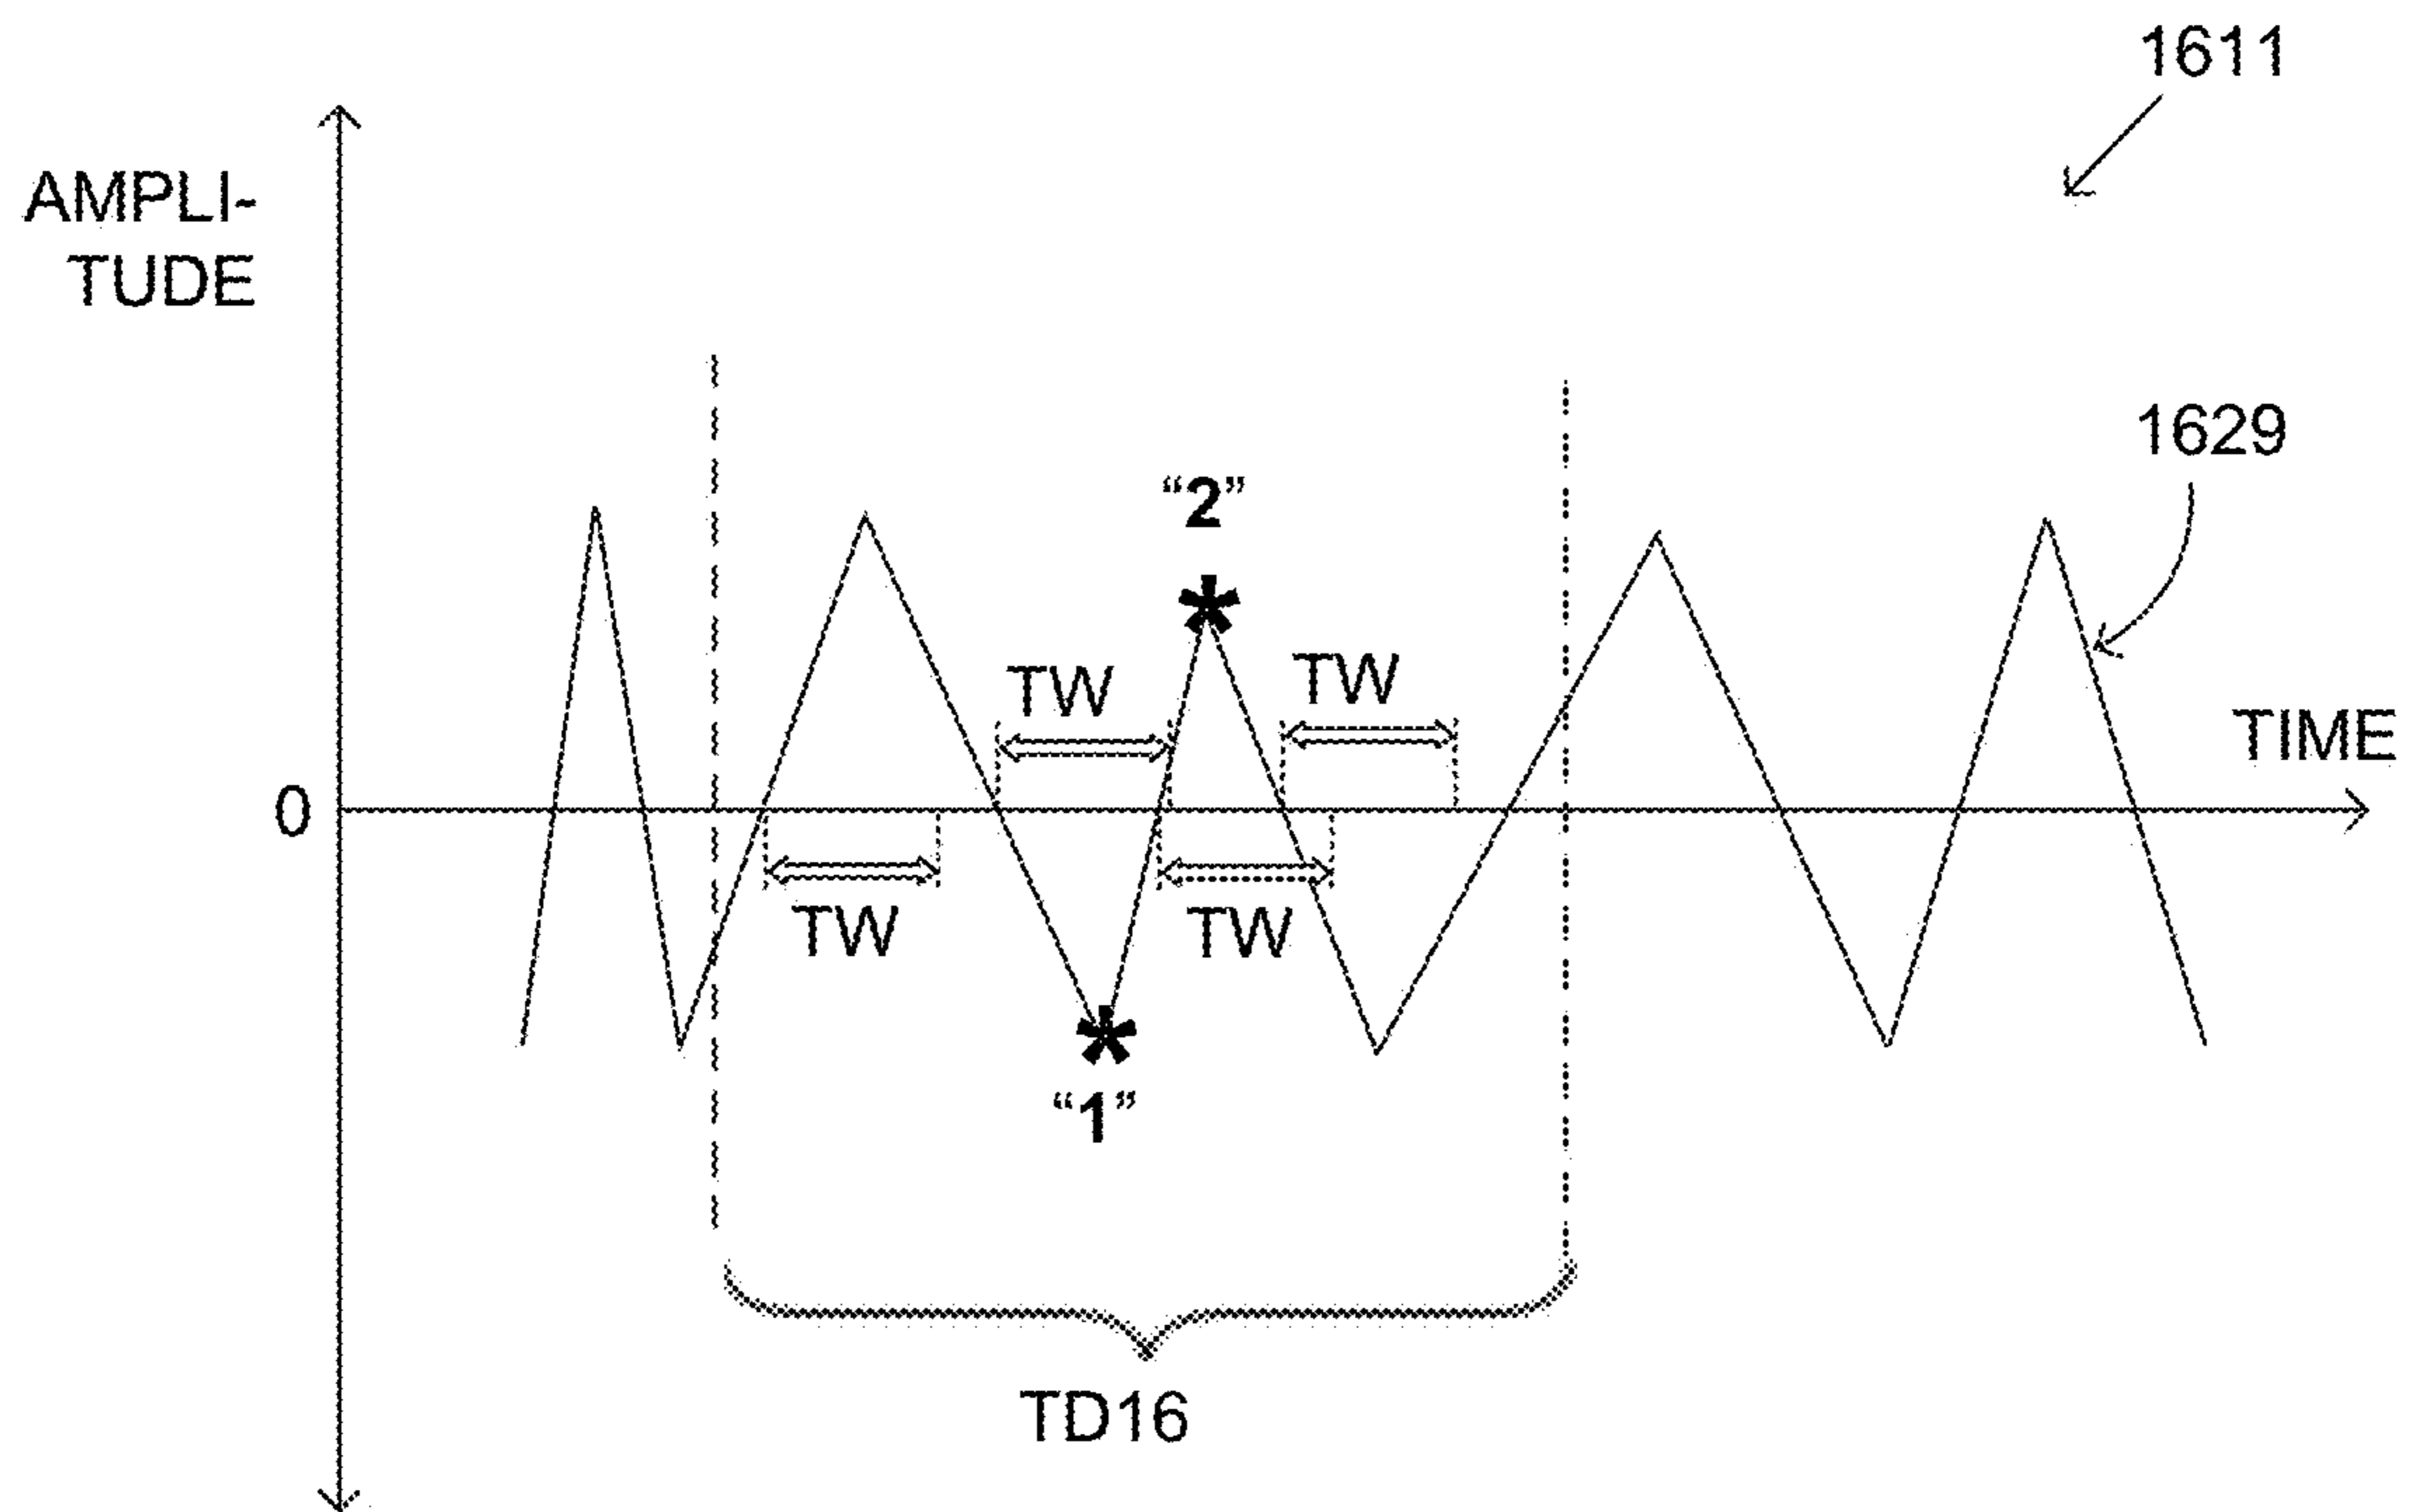 1611
AMPLI-
TUDE
1629
“2”
TW
TW
TIME
0
TW
TW
*
*
“1”
TD16